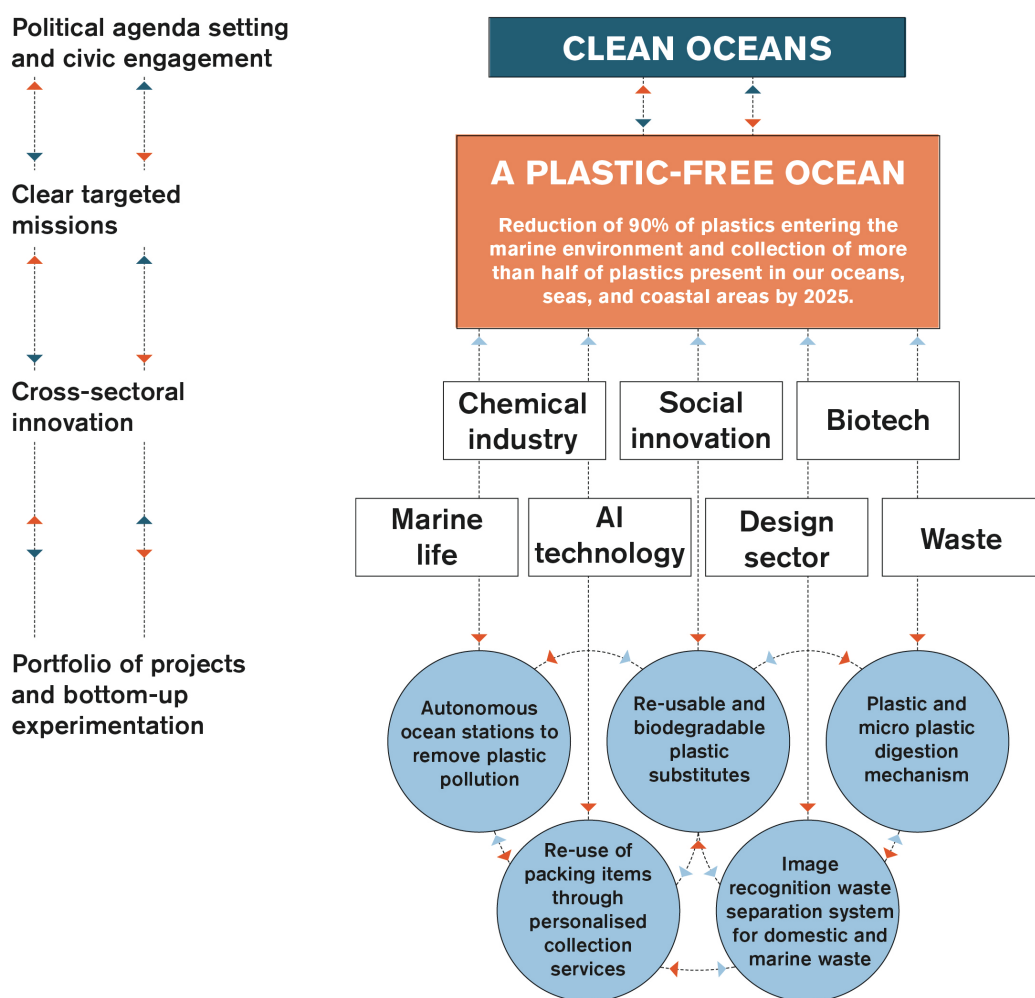 Political agenda setting
and civic engagement
CLEAN OCEANS
Clear targeted
missions
A PLASTIC-FREE OCEAN
Reduction of 90% of plastics entering the
marine environment and collection of more
than half of plastics present in our oceans,
seas, and coastal areas by 2025.
Cross-sectoral
innovation
Chemical
industry
Social
innovation
Biotech
Marine
life
AI
technology
Design
sector
Waste
Portfolio of projects
and bottom-up
experimentation
Autonomous
ocean stations to
remove plastic
pollution
Re-usable and
biodegradable
plastic
substitutes
Plastic and
micro plastic
digestion
mechanism
Re-use of
packing items
through
personalised
collection
services
Image
recognition waste
separation system
for domestic and
marine waste